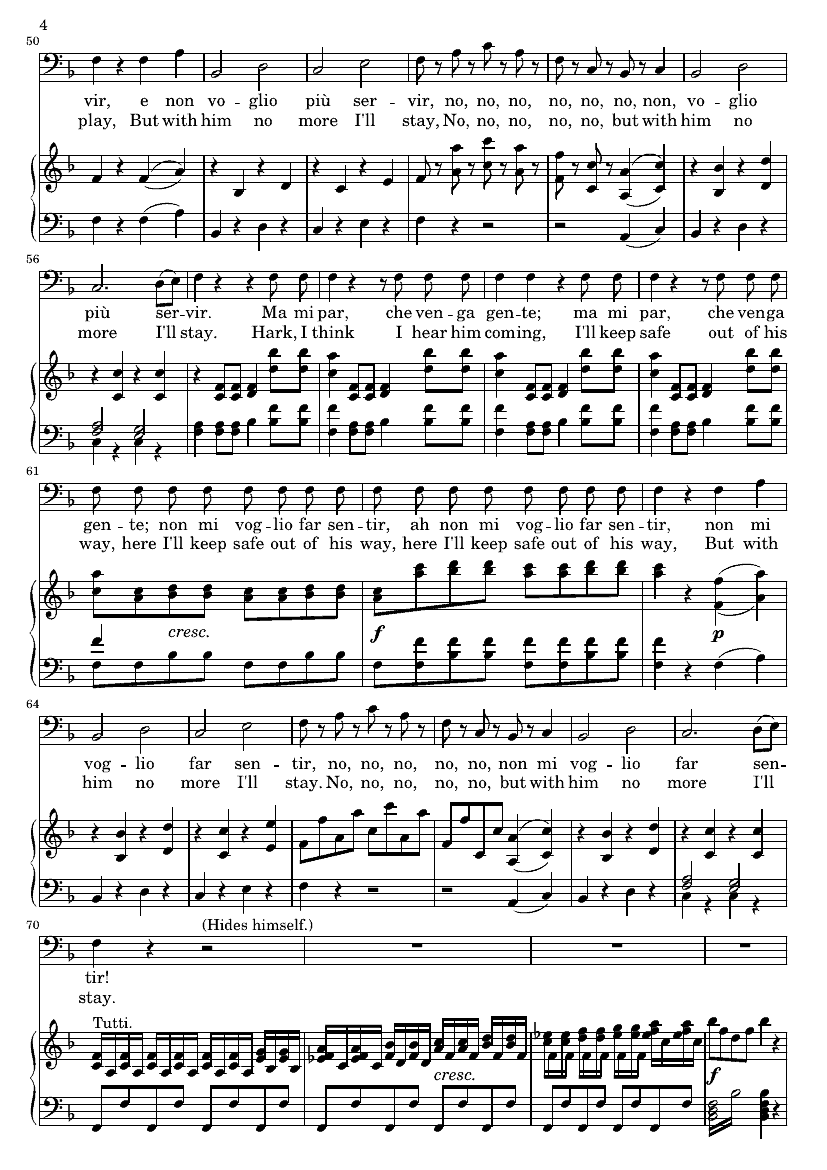 4
50
vir, e non vo - glio più ser - vir, no, no, no, no, no, no, non, vo - glio
play, But with him no more I'll stay, No, no, no, no, no, but with him no
56
più ser - vir. Ma mi par, che ven - ga gen - te; ma mi par, che venga
more I'll stay. Hark, I think I hear him coming, I'll keep safe out of his
61
gen - te; non mi vog - lio far sen - tir, ah non mi vog - lio far sen - tir, non mi
way, here I'll keep safe out of his way, here I'll keep safe out of his way, But with
cresc. f p
64
vog - lio far sen - tir, no, no, no, no, no, non mi vog - lio far sen-
him no more I'll stay. No, no, no, no, no, but with him no more I'll
70
(Hides himself.)
tir!
stay.
Tutti.
cresc. f